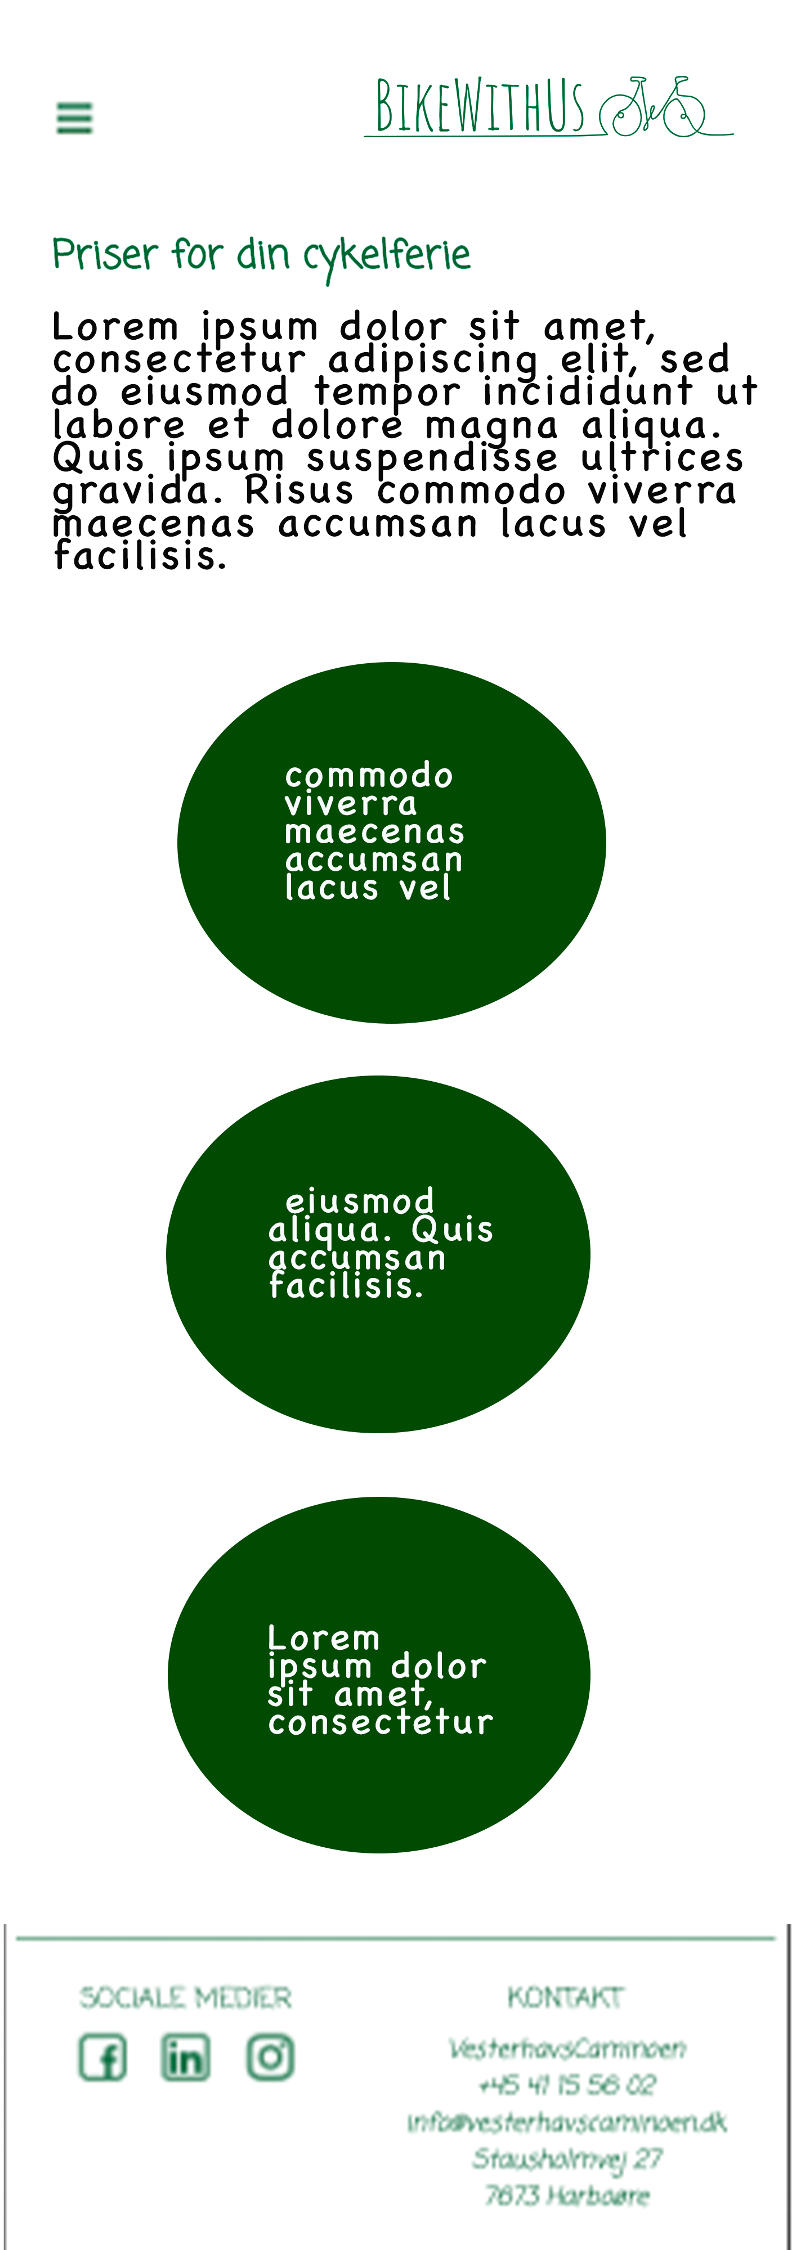 BIKEWITHUS
Priser for din cykelferie
Lorem ipsum dolor sit amet,
consectetur adipiscing elit, sed
do eiusmod tempor incididunt ut
labore et dolore magna aliqua.
Quis ipsum suspendisse ultrices
gravida. Risus commodo viverra
maecenas accumsan lacus vel
facilisis.
commodo
viverra
maecenas
accumsan
lacus vel
eiusmod
aliqua. Quis
accumsan
facilisis.
Lorem
ipsum dolor
sit amet,
consectetur
SOCIALE MEDIER
KONTAKT
VesterhavsCaminoen
+45 41 15 56 02
info@vesterhavscaminoen.dk
Stausholmvej 27
7673 Harboøre